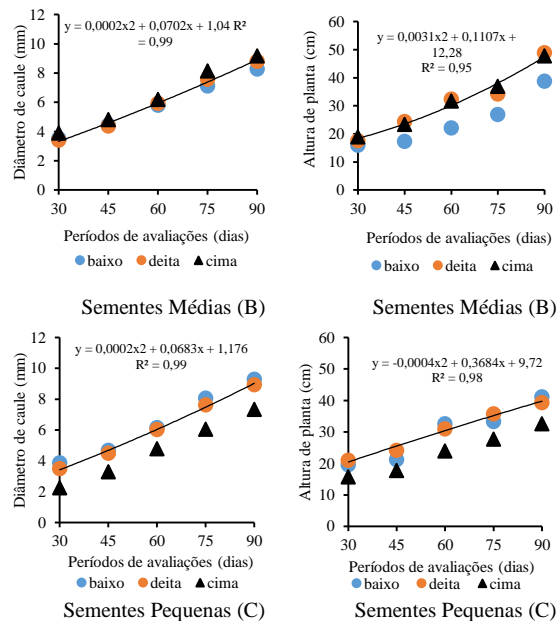 y = 0,0002x2 + 0,0702x + 1,04 R²
= 0,99
Diâmetro de caule (mm)
12
10
8
6
4
2
0
30 45 60 75 90
Períodos de avaliações (dias)
baixo deita cima
Sementes Médias (B)
y = 0,0031x2 + 0,1107x +
12,28
R² = 0,95
Altura de planta (cm)
60
50
40
30
20
10
0
30 45 60 75 90
Períodos de avaliações (dias)
baixo deita cima
Sementes Médias (B)
y = 0,0002x2 + 0,0683x + 1,176
R² = 0,99
Diâmetro de caule (mm)
12
10
8
6
4
2
0
30 45 60 75 90
Períodos de avaliações (dias)
baixo deita cima
Sementes Pequenas (C)
y = -0,0004x2 + 0,3684x + 9,72
R² = 0,98
Altura de planta (cm)
60
50
40
30
20
10
0
30 45 60 75 90
Períodos de avaliações (dias)
baixo deita cima
Sementes Pequenas (C)